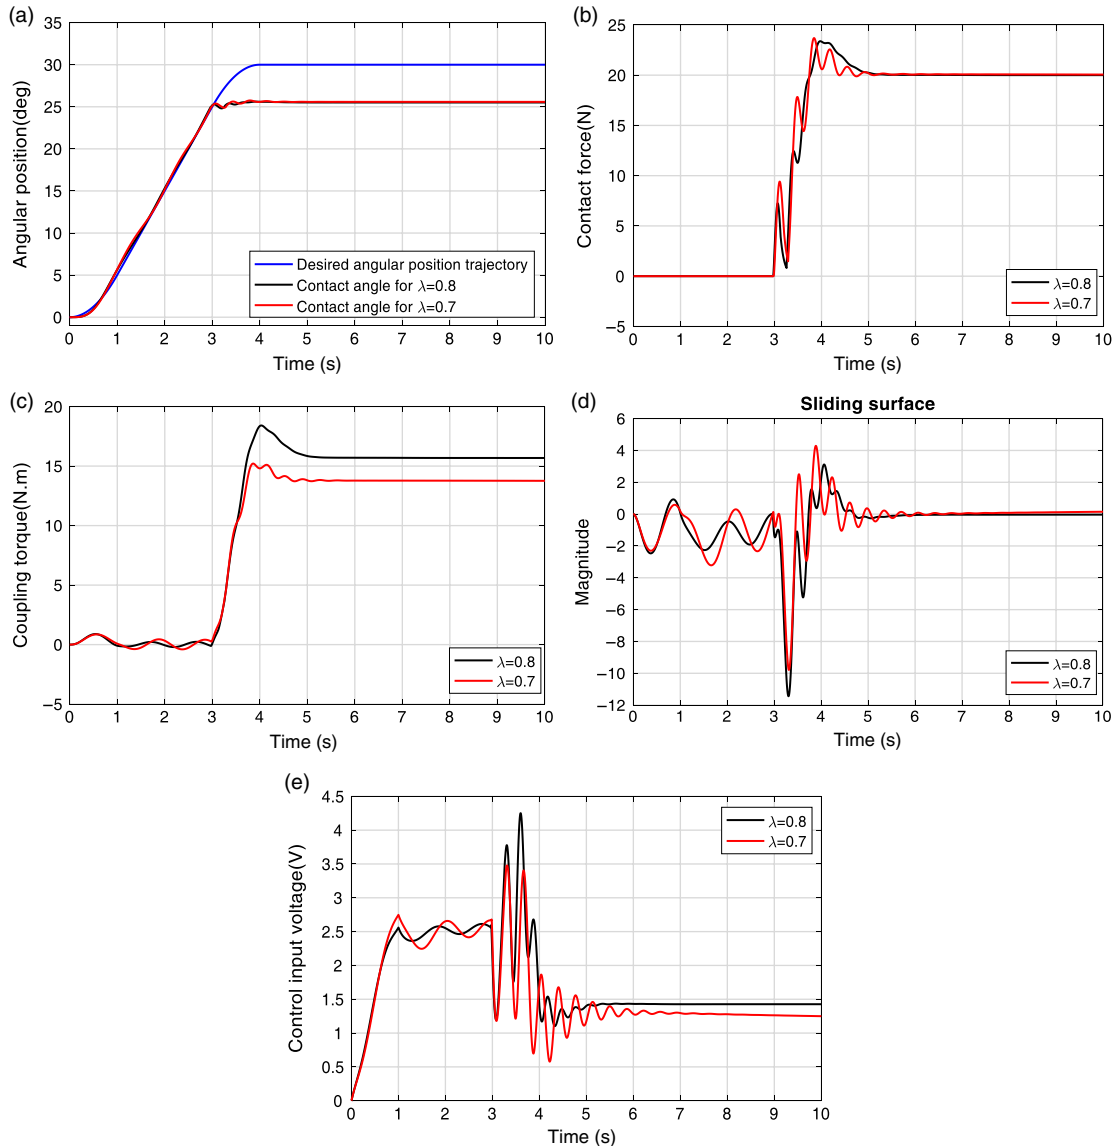 (a)
35
30
25
20
15
10
5
0
Angular position(deg)
Desired angular position trajectory
Contact angle for λ=0.8
Contact angle for λ=0.7
0 1 2 3 4 5 6 7 8 9 10
Time (s)
(b)
25
20
15
10
5
0
−5
Contact force(N)
λ=0.8
λ=0.7
0 1 2 3 4 5 6 7 8 9 10
Time (s)
(c)
20
15
10
5
0
−5
Coupling torque(N.m)
λ=0.8
λ=0.7
0 1 2 3 4 5 6 7 8 9 10
Time (s)
(d)
Sliding surface
6
4
2
0
−2
−4
−6
−8
−10
−12
Magnitude
λ=0.8
λ=0.7
0 1 2 3 4 5 6 7 8 9 10
Time (s)
(e)
4.5
4
3.5
3
2.5
2
1.5
1
0.5
0
Control input voltage(V)
λ=0.8
λ=0.7
0 1 2 3 4 5 6 7 8 9 10
Time (s)